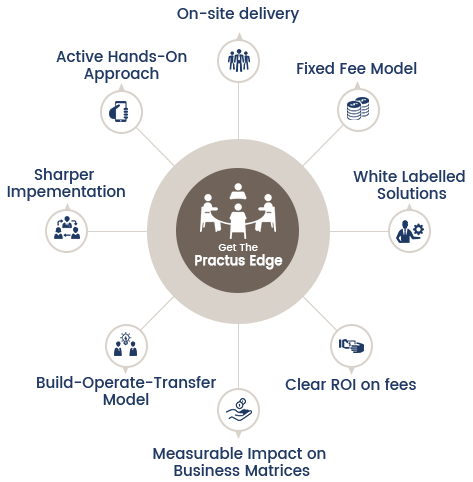 On-site delivery
Active Hands-On
Approach
Fixed Fee Model
Sharper
Impementation
White Labelled
Solutions
Get The
Practus Edge
Build-Operate-Transfer
Model
Clear ROI on fees
Measurable Impact on
Business Matrices